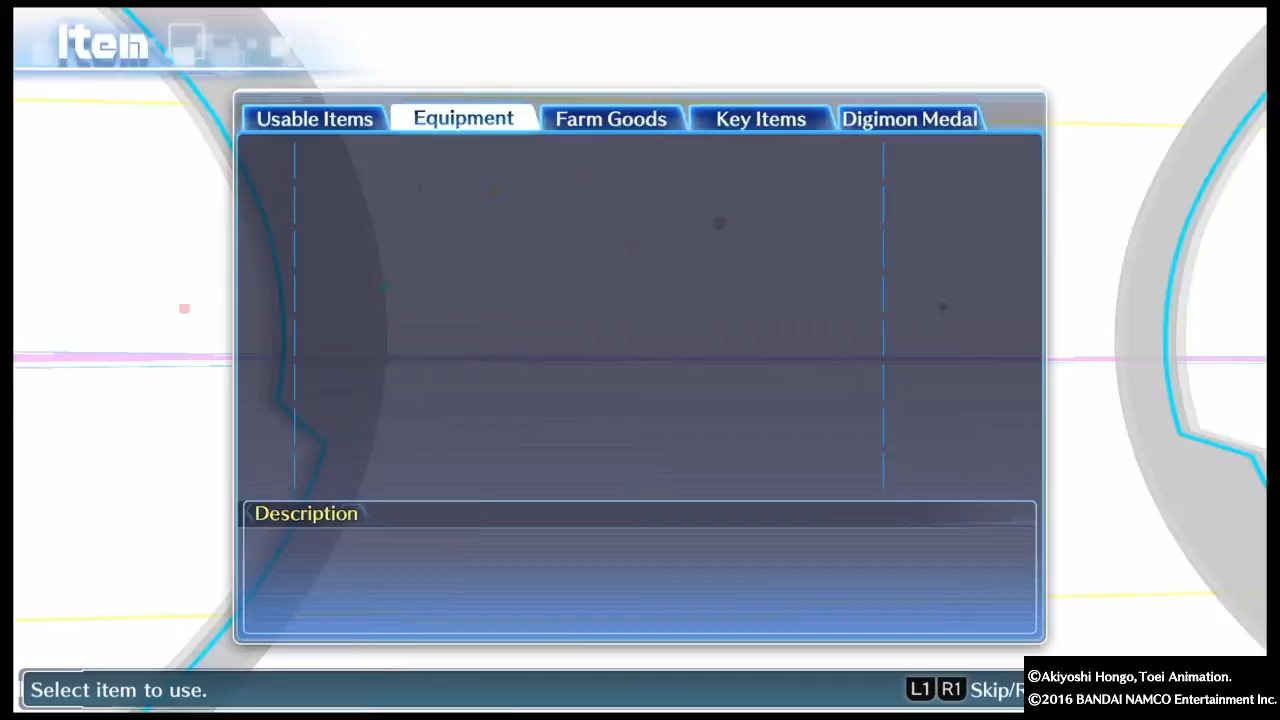 Item
Usable Items
Equipment
Farm Goods
Key Items
Digimon Medal
Description
Select item to use.
L1 R1 Skip/R
©Akiyoshi Hongo, Toei Animation.
©2016 BANDAI NAMCO Entertainment Inc.